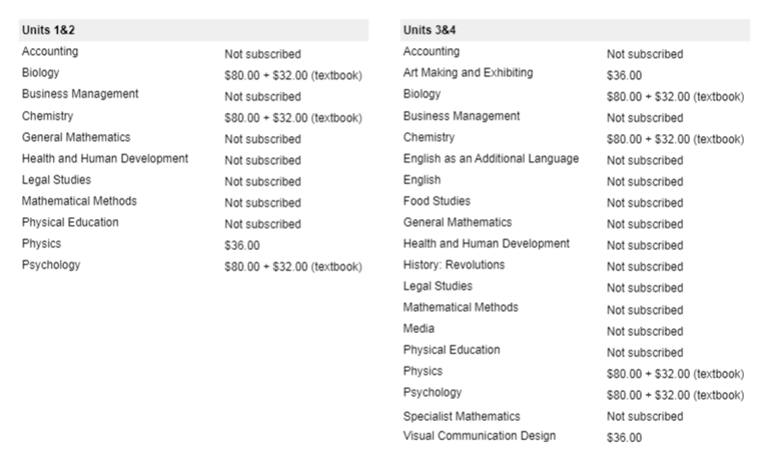 Units 1&2
Accounting Not subscribed
Biology $80.00 + $32.00 (textbook)
Business Management Not subscribed
Chemistry $80.00 + $32.00 (textbook)
General Mathematics Not subscribed
Health and Human Development Not subscribed
Legal Studies Not subscribed
Mathematical Methods Not subscribed
Physical Education Not subscribed
Physics $36.00
Psychology $80.00 + $32.00 (textbook)
Units 3&4
Accounting Not subscribed
Art Making and Exhibiting $36.00
Biology $80.00 + $32.00 (textbook)
Business Management Not subscribed
Chemistry $80.00 + $32.00 (textbook)
English as an Additional Language Not subscribed
English Not subscribed
Food Studies Not subscribed
General Mathematics Not subscribed
Health and Human Development Not subscribed
History: Revolutions Not subscribed
Legal Studies Not subscribed
Mathematical Methods Not subscribed
Media Not subscribed
Physical Education Not subscribed
Physics $80.00 + $32.00 (textbook)
Psychology $80.00 + $32.00 (textbook)
Specialist Mathematics Not subscribed
Visual Communication Design $36.00